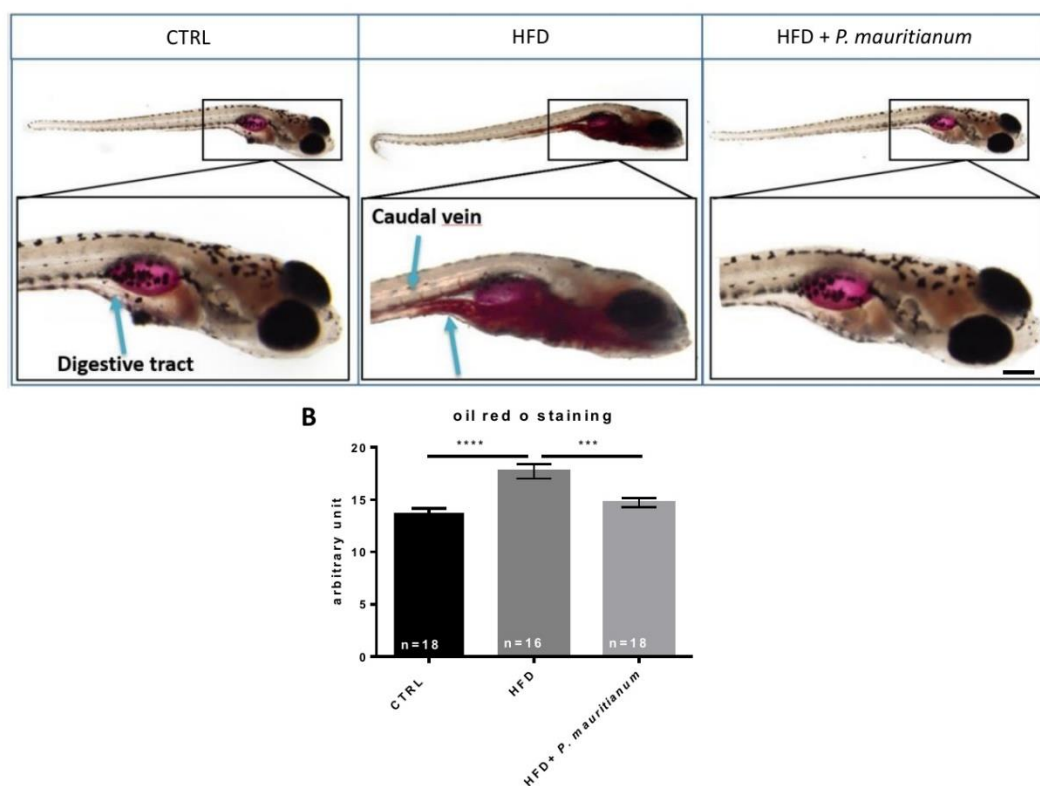 CTRL
HFD
HFD + P. mauritianum
Caudal vein
Digestive tract
B
oil red o staining
**** ***
20
15
10
5
0
arbitrary unit
n=18
n=16
n=18
CTRL
HFD
HFD+ P. mauritianum